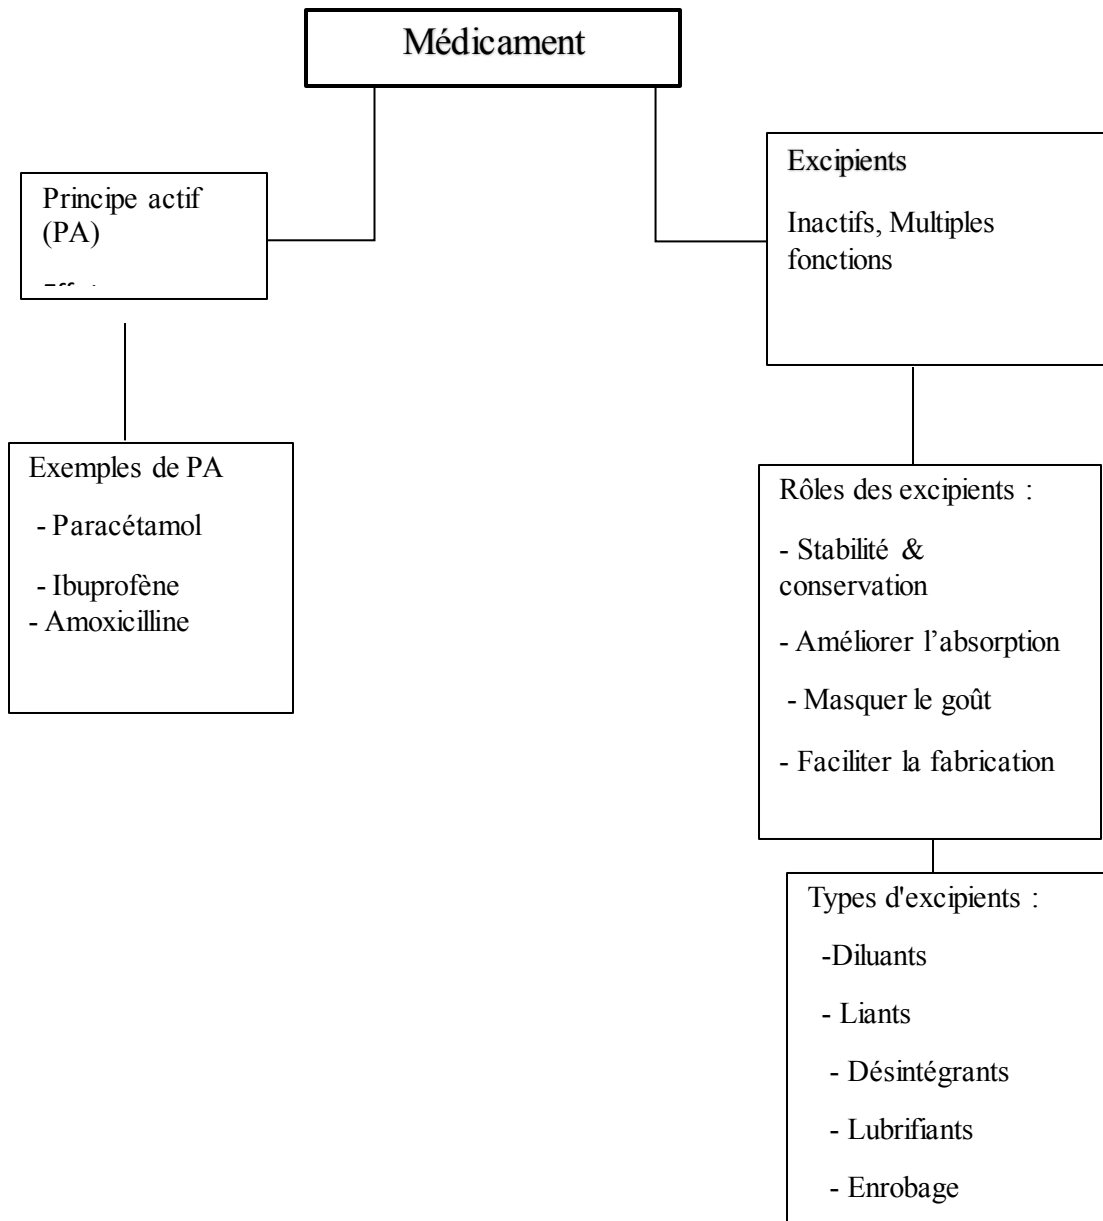 Médicament
Principe actif
(PA)
Exemples de PA
- Paracétamol
- Ibuprofène
- Amoxicilline
Excipients
Inactifs, Multiples
fonctions
Rôles des excipients :
- Stabilité &
conservation
- Améliorer l’absorption
- Masquer le goût
- Faciliter la fabrication
Types d'excipients :
-Diluants
- Liants
- Désintégrants
- Lubrifiants
- Enrobage